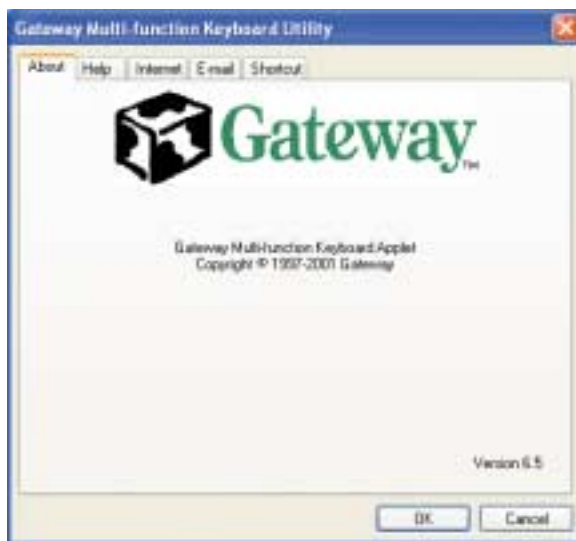 Gateway Multi-function Keyboard Utility
About Help Internet E-mail Shortcut
Gateway
Gateway Multi-function Keyboard Applet
Copyright © 1997-2001 Gateway
Version 6.5
OK Cancel